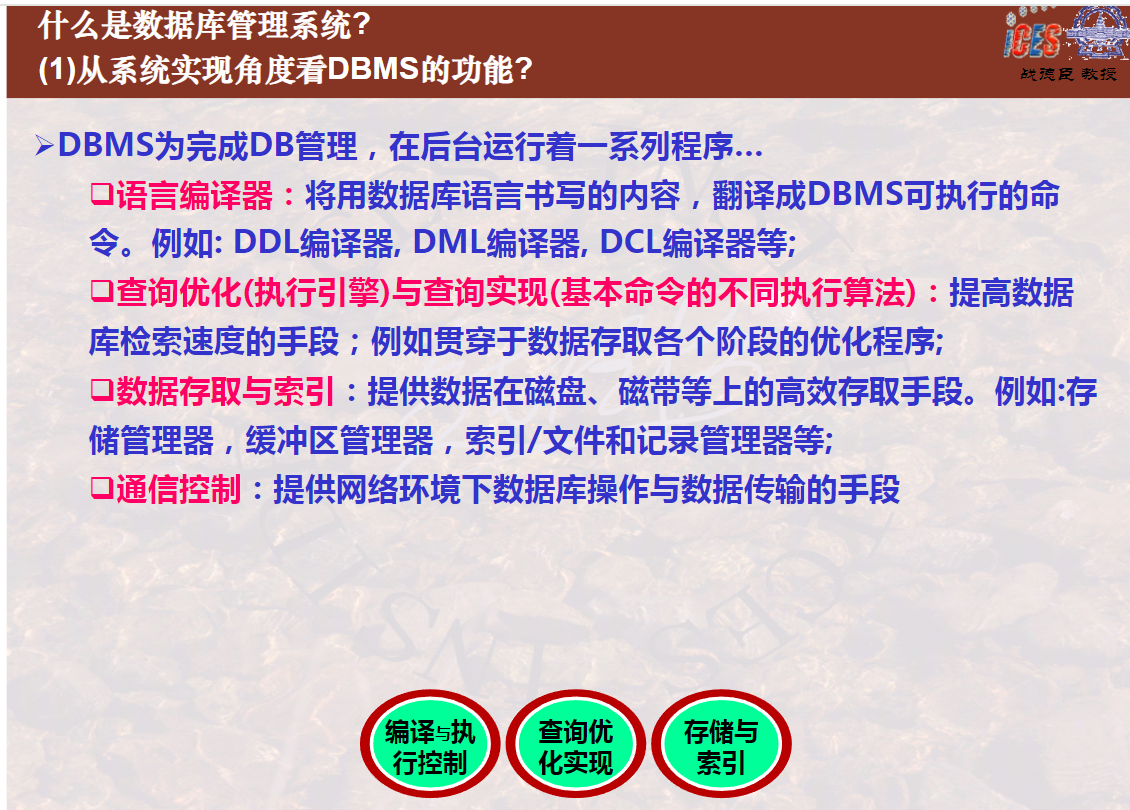 什么是数据库管理系统?
(1)从系统实现角度看DBMS的功能?
iCES
战德臣 教授
➢DBMS为完成DB管理，在后台运行着一系列程序…
❑语言编译器：将用数据库语言书写的内容，翻译成DBMS可执行的命
令。例如: DDL编译器, DML编译器, DCL编译器等;
❑查询优化(执行引擎)与查询实现(基本命令的不同执行算法)：提高数据
库检索速度的手段；例如贯穿于数据存取各个阶段的优化程序;
❑数据存取与索引：提供数据在磁盘、磁带等上的高效存取手段。例如:存
储管理器，缓冲区管理器，索引/文件和记录管理器等;
❑通信控制：提供网络环境下数据库操作与数据传输的手段
编译与执
行控制
查询优
化实现
存储与
索引